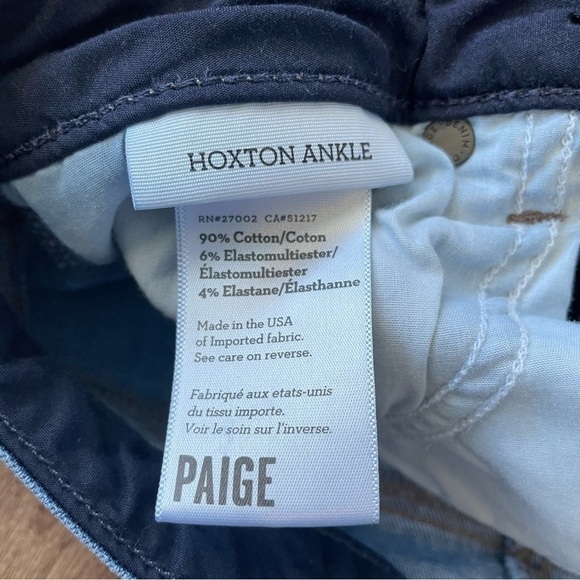 HOXTON ANKLE
RN#27002 CA#51217
90% Cotton/Coton
6% Elastomultiester/
Élastomultiester
4% Elastane/Élasthanne
Made in the USA
of Imported fabric.
See care on reverse.
Fabriqué aux etats-unis
du tissu importe.
Voir le soin sur l'inverse.
PAIGE